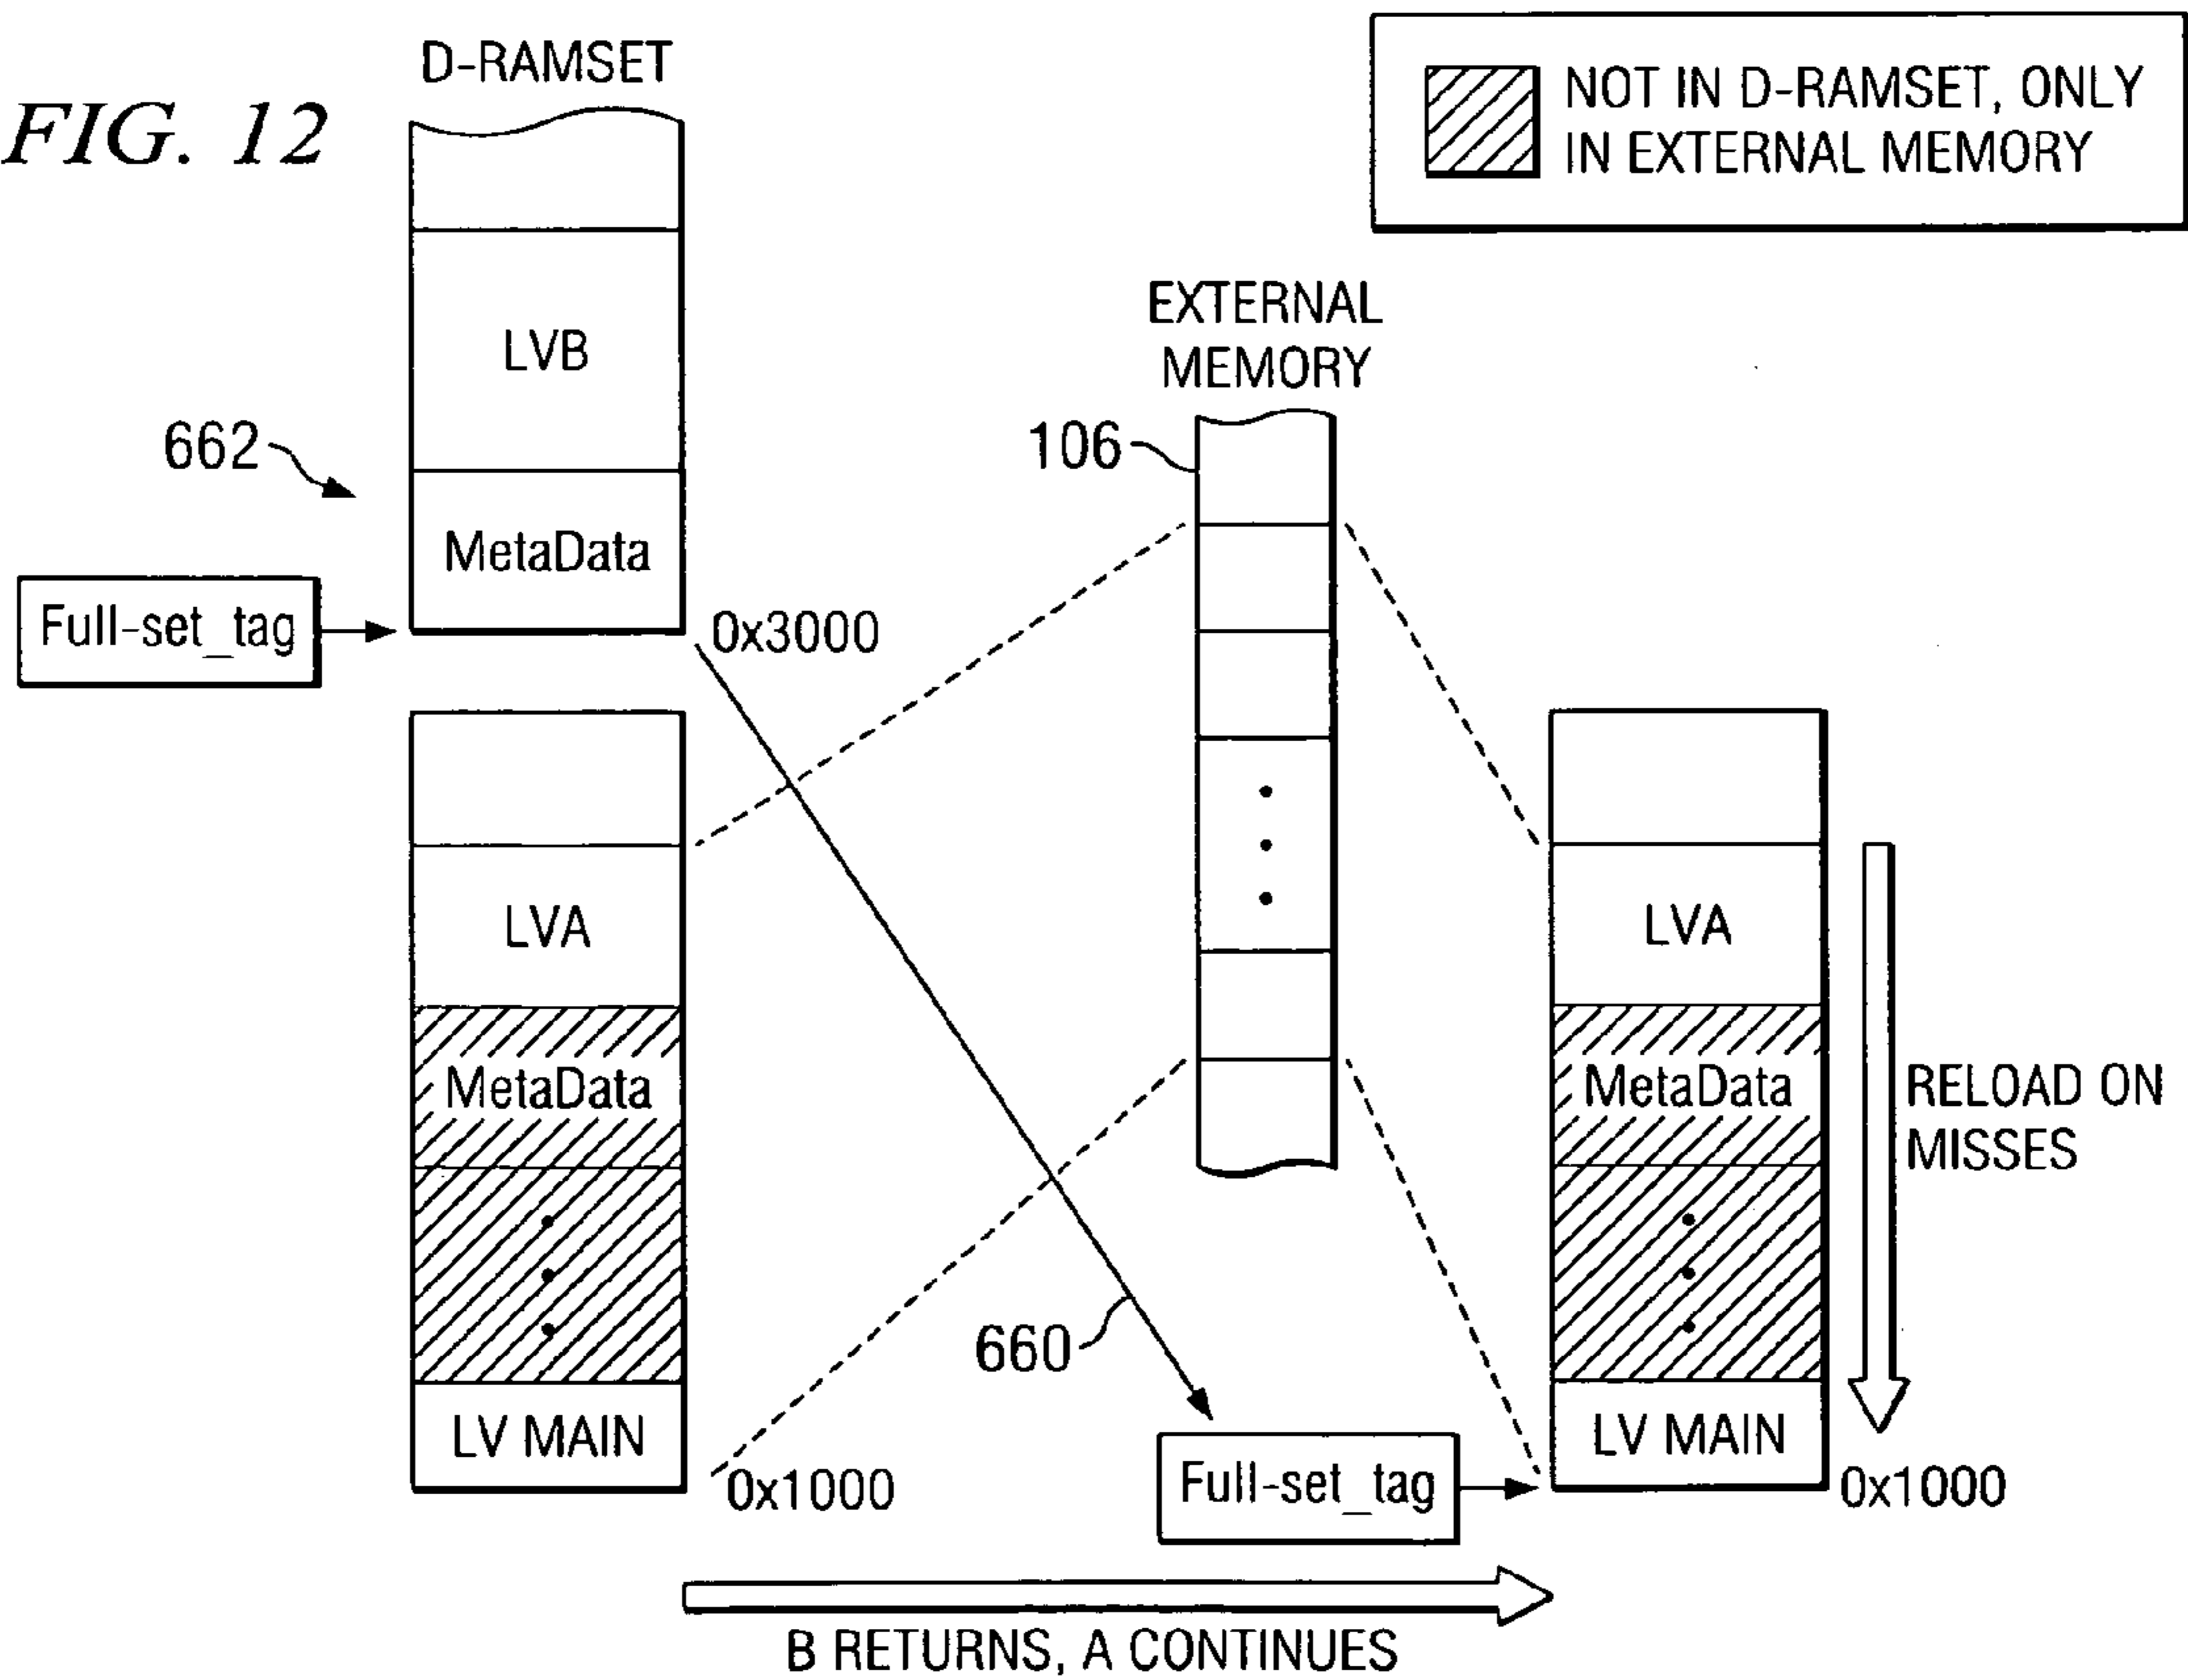 FIG. 12
D-RAMSET
NOT IN D-RAMSET, ONLY
IN EXTERNAL MEMORY
LVB
662
MetaData
Full-set_tag
0x3000
EXTERNAL
MEMORY
106
LVA
MetaData
LV MAIN
0x1000
660
Full-set_tag
LVA
MetaData
LV MAIN
0x1000
RELOAD ON
MISSES
B RETURNS, A CONTINUES